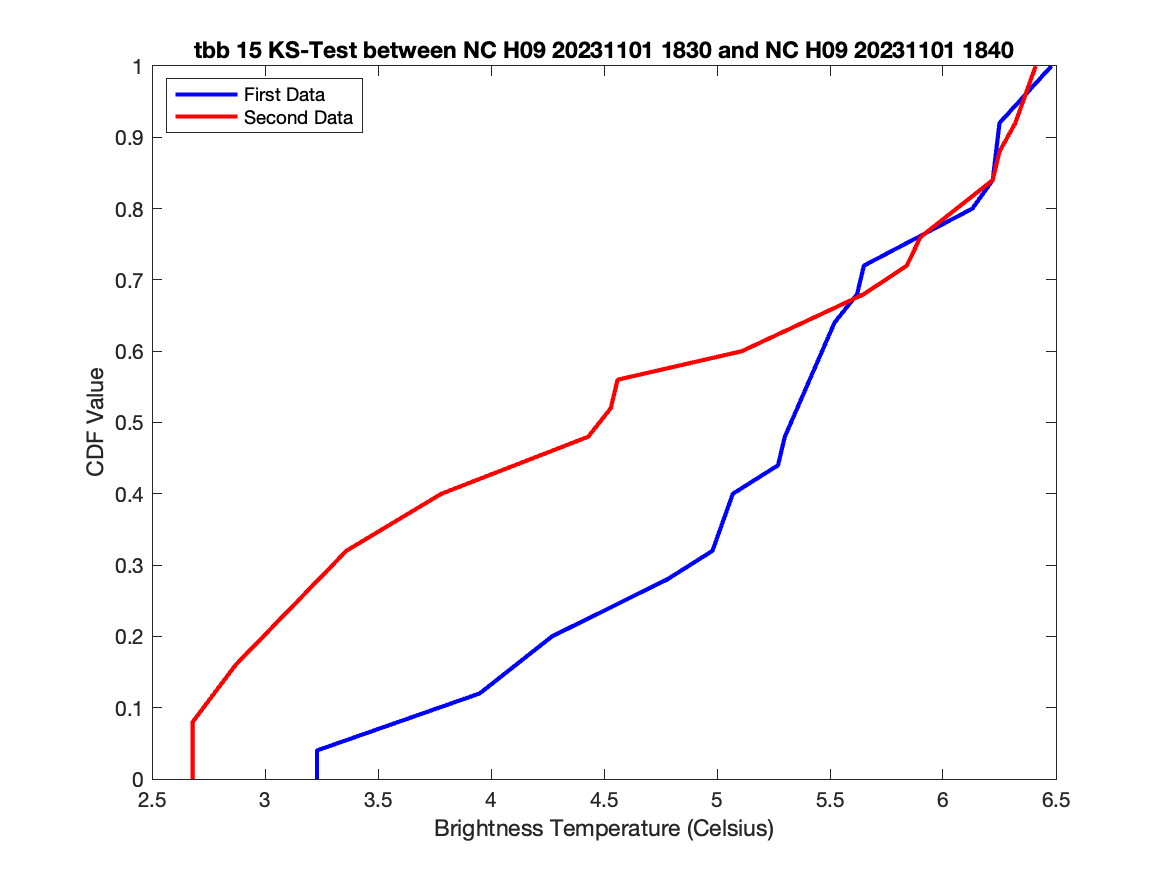 tbb 15 KS-Test between NC H09 20231101 1830 and NC H09 20231101 1840
First Data
Second Data
1
0.9
0.8
0.7
0.6
0.5
0.4
0.3
0.2
0.1
0
CDF Value
2.5 3 3.5 4 4.5 5 5.5 6 6.5
Brightness Temperature (Celsius)